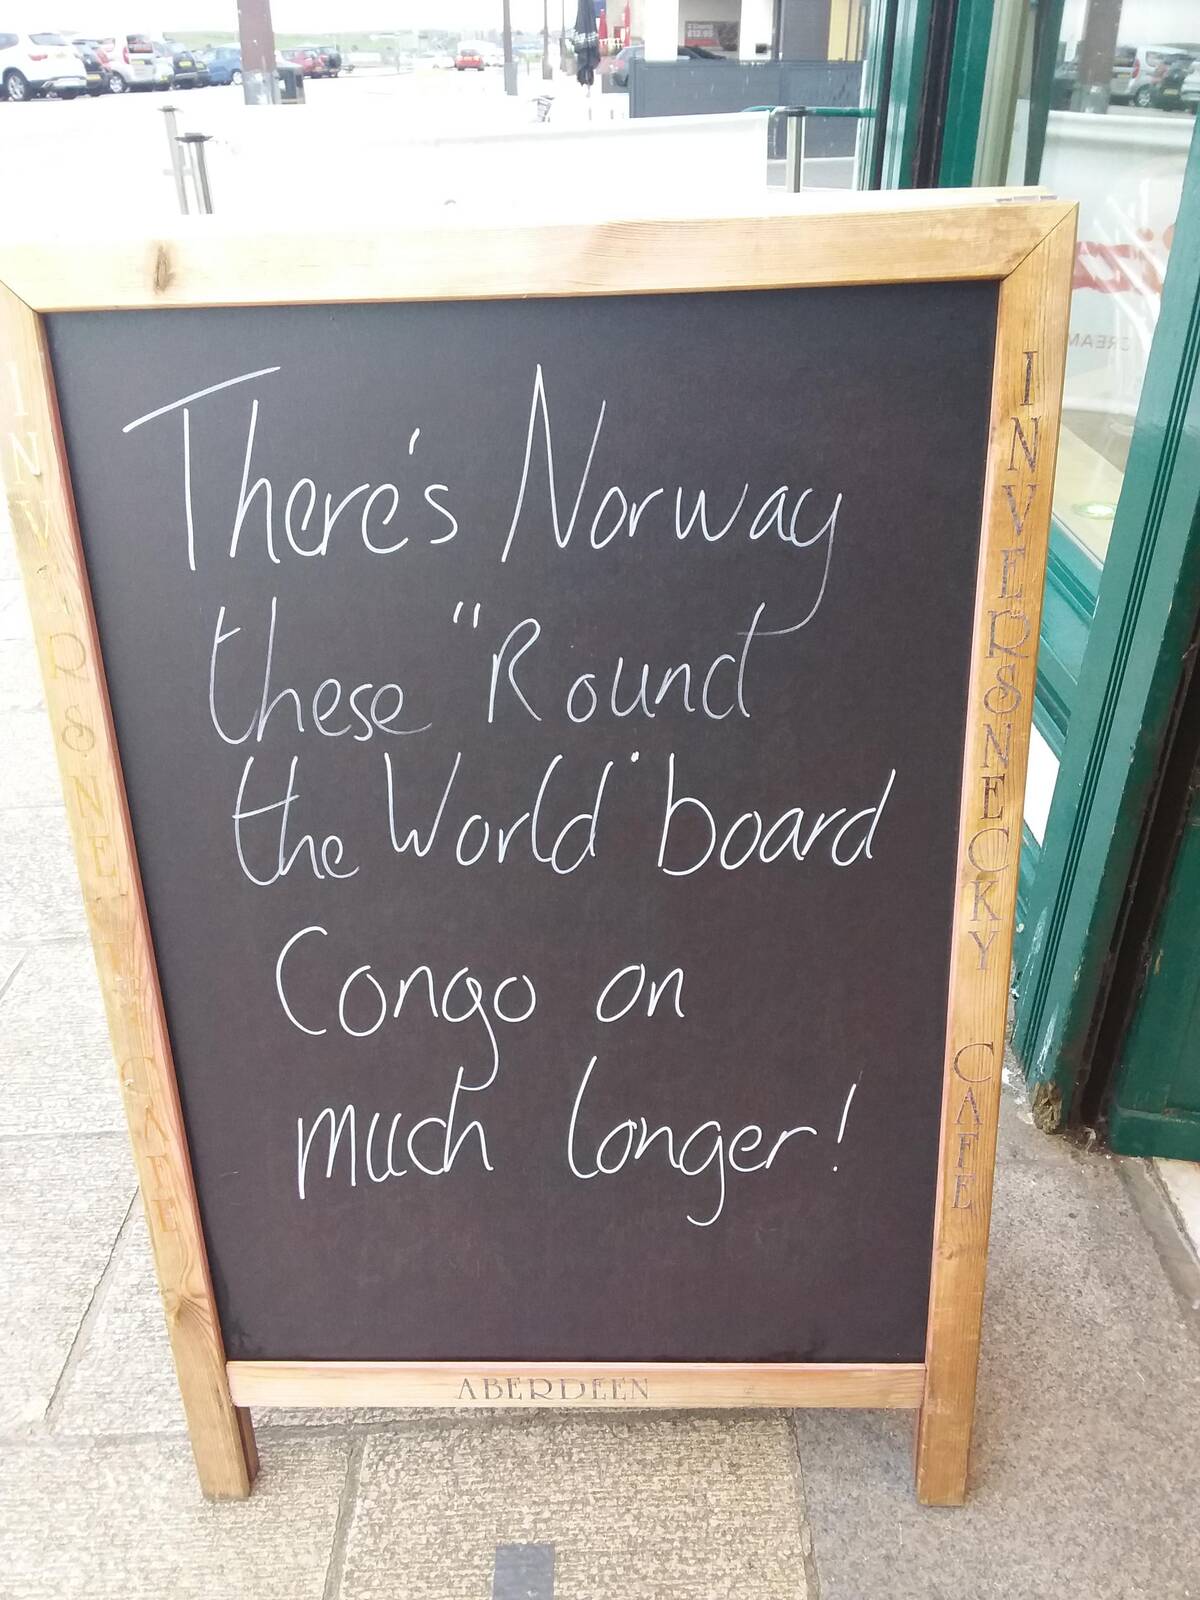 There's Norway
these "Round
the World" board
Congo on
much longer!
INVERSNECKY CAFE
INVERSNECKY CAFE
ABERDEEN